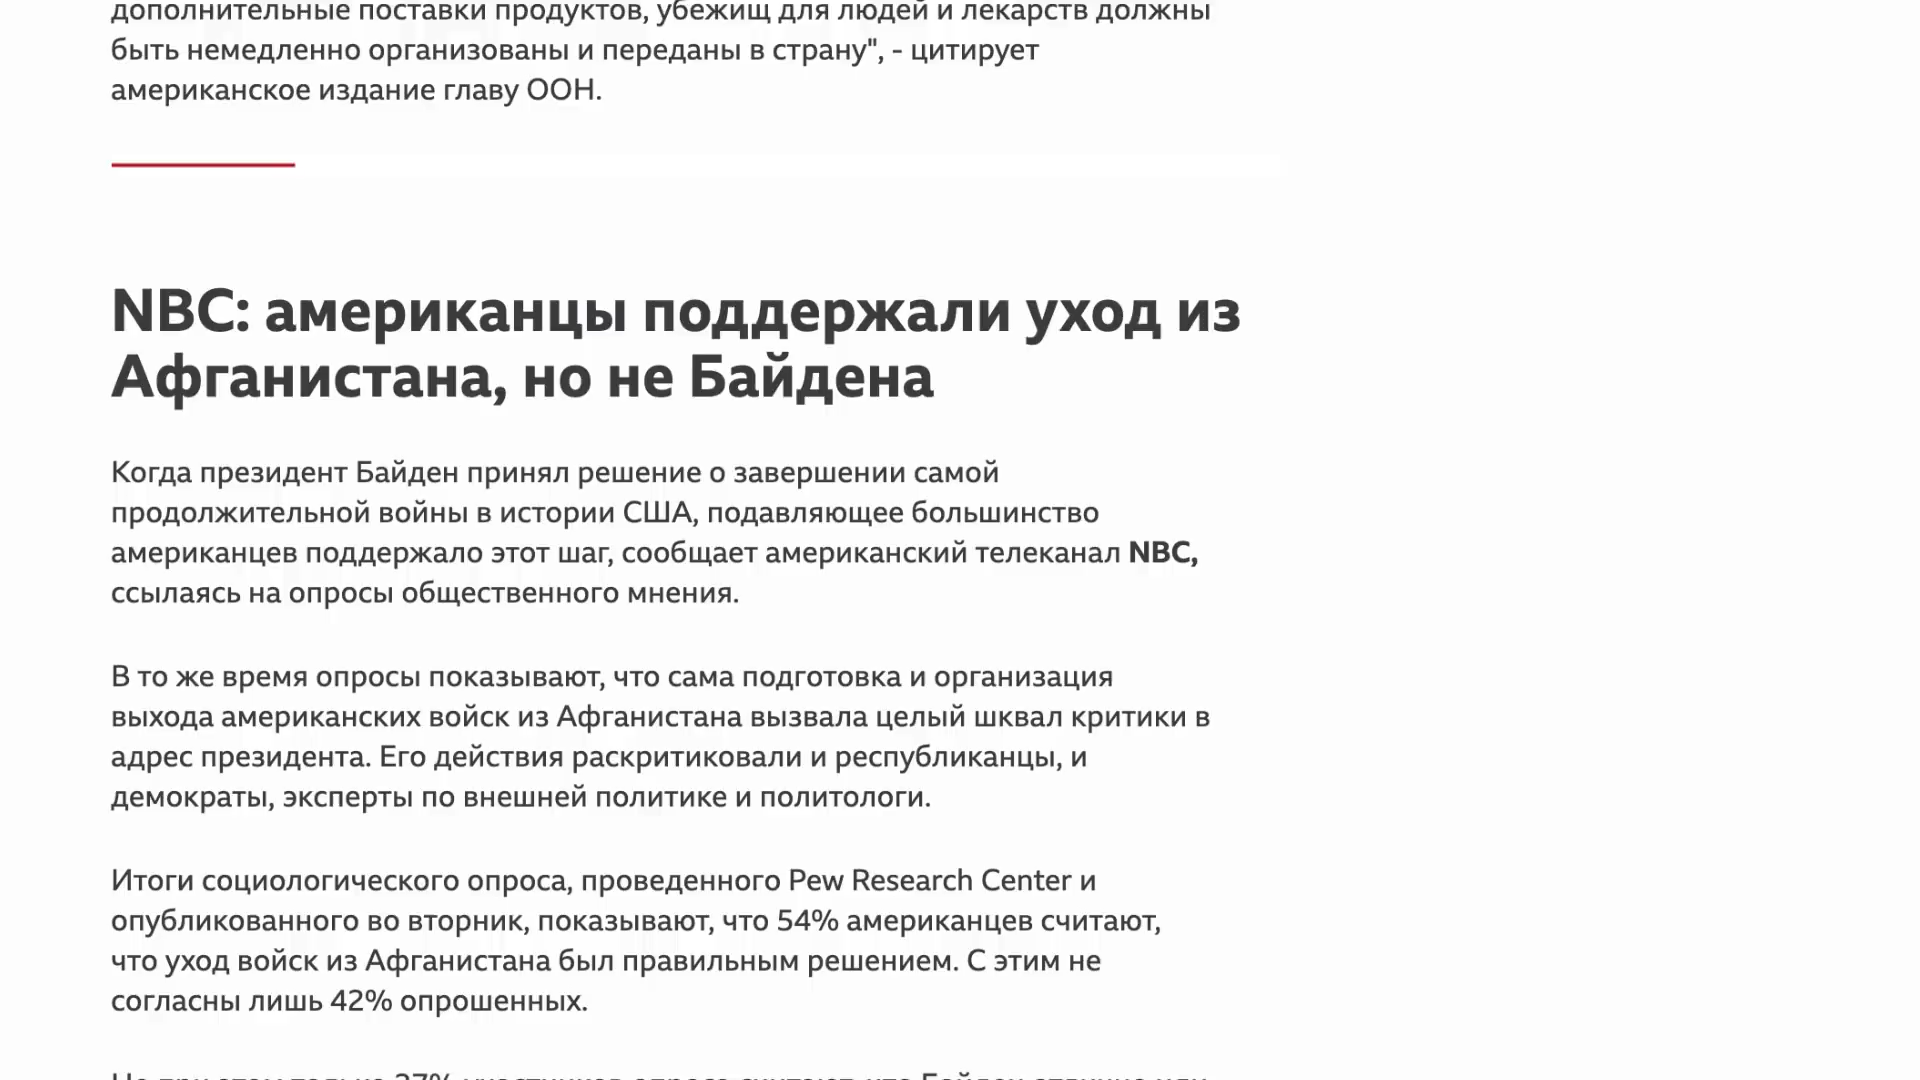 дополнительные поставки продуктов, убежищ для людей и лекарств должны
быть немедленно организованы и переданы в страну", - цитирует
американское издание главу ООН.
NBC: американцы поддержали уход из
Афганистана, но не Байдена
Когда президент Байден принял решение о завершении самой
продолжительной войны в истории США, подавляющее большинство
американцев поддержало этот шаг, сообщает американский телеканал NBC,
ссылаясь на опросы общественного мнения.
В то же время опросы показывают, что сама подготовка и организация
выхода американских войск из Афганистана вызвала целый шквал критики в
адрес президента. Его действия раскритиковали и республиканцы, и
демократы, эксперты по внешней политике и политологи.
Итоги социологического опроса, проведенного Pew Research Center и
опубликованного во вторник, показывают, что 54% американцев считают,
что уход войск из Афганистана был правильным решением. С этим не
согласны лишь 42% опрошенных.